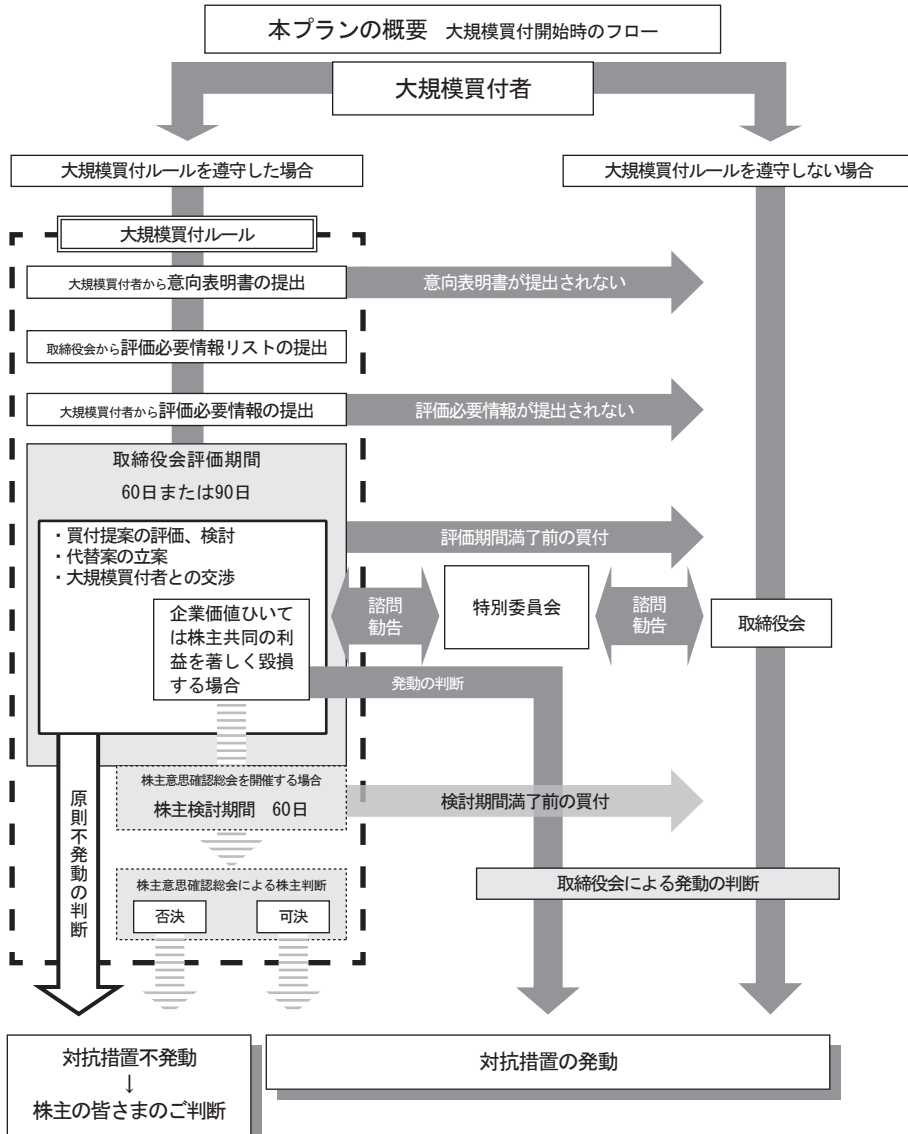 本プランの概要 大規模買付開始時のフロー
大規模買付者
大規模買付ルールを遵守した場合
大規模買付ルールを遵守しない場合
大規模買付ルール
大規模買付者から意向表明書の提出
意向表明書が提出されない
取締役会から評価必要情報リストの提出
大規模買付者から評価必要情報の提出
評価必要情報が提出されない
取締役会評価期間
60日または90日
・買付提案の評価、検討
・代替案の立案
・大規模買付者との交渉
評価期間満了前の買付
企業価値ひいて
は株主共同の利
益を著しく毀損
する場合
諮問
勧告
特別委員会
諮問
勧告
取締役会
発動の判断
原則不発動の判断
株主意思確認総会を開催する場合
株主検討期間 60日
検討期間満了前の買付
株主意思確認総会による株主判断
否決
可決
取締役会による発動の判断
対抗措置不発動
↓
株主の皆さまのご判断
対抗措置の発動